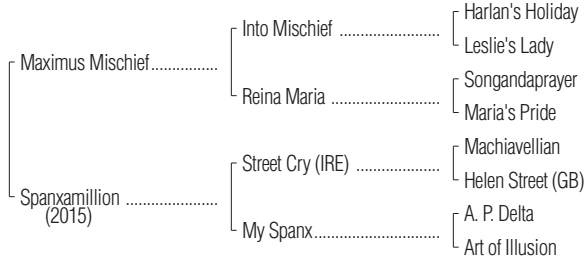 Harlan's Holiday
Into Mischief ....................
Leslie's Lady
Maximus Mischief................
Songandaprayer
Reina Maria ......................
Maria's Pride
Machiavellian
Street Cry (IRE) .................
Helen Street (GB)
Spanxamillion ....................
(2015)
A. P. Delta
My Spanx.........................
Art of Illusion